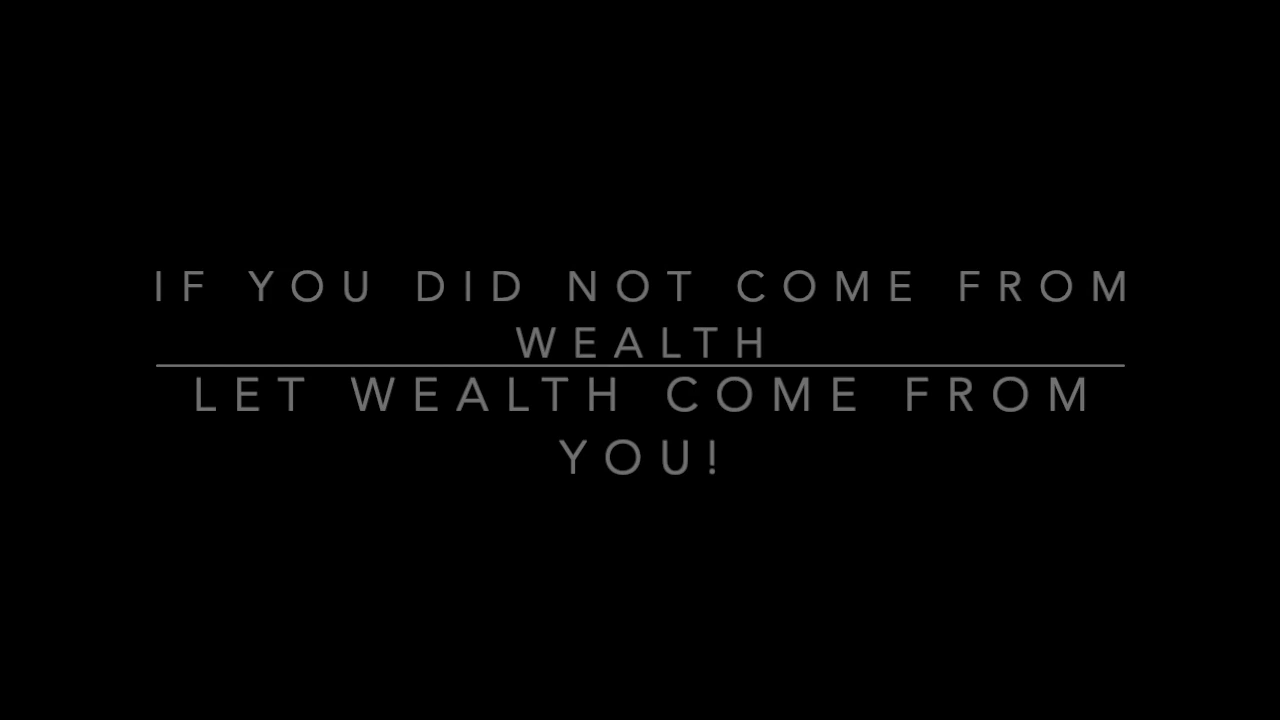 IF YOU DID NOT COME FROM
WEALTH
LET WEALTH COME FROM
YOU!